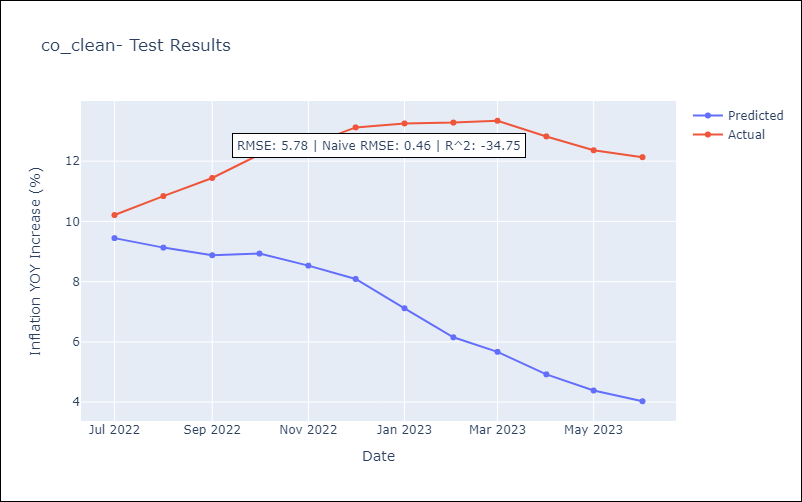 co_clean- Test Results
Predicted
Actual
RMSE: 5.78 | Naive RMSE: 0.46 | R^2: -34.75
Inflation YOY Increase (%)
12
10
8
6
4
Jul 2022
Sep 2022
Nov 2022
Jan 2023
Mar 2023
May 2023
Date